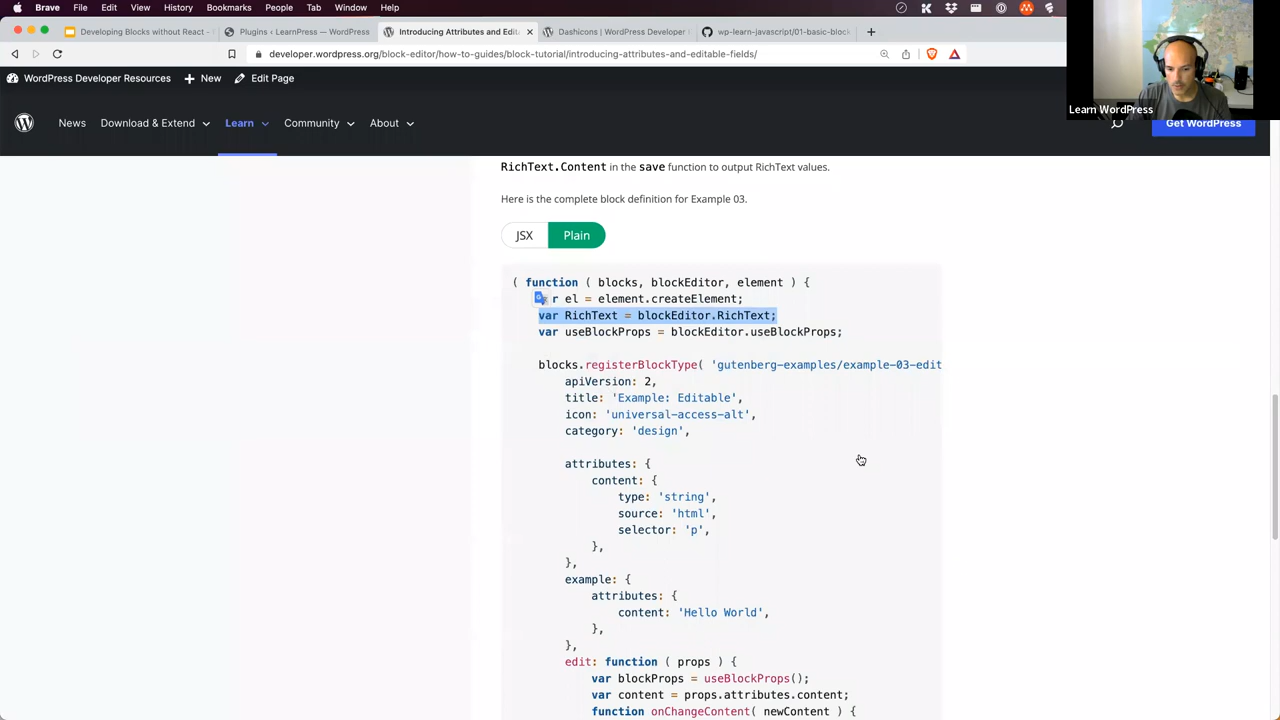 Brave File Edit View History Bookmarks People Tab Window Help
Developing Blocks without React - Plugins ‹ LearnPress — WordPress Introducing Attributes and Edit Dashicons | WordPress Developer wp-learn-javascript/01-basic-block
developer.wordpress.org/block-editor/how-to-guides/block-tutorial/introducing-attributes-and-editable-fields/
WordPress Developer Resources New Edit Page
Learn WordPress
News Download & Extend Learn Community About Get WordPress
RichText.Content in the save function to output RichText values.
Here is the complete block definition for Example 03.
JSX Plain
( function ( blocks, blockEditor, element ) {
r el = element.createElement;
var RichText = blockEditor.RichText;
var useBlockProps = blockEditor.useBlockProps;
blocks.registerBlockType( 'gutenberg-examples/example-03-edit
apiVersion: 2,
title: 'Example: Editable',
icon: 'universal-access-alt',
category: 'design',
attributes: {
content: {
type: 'string',
source: 'html',
selector: 'p',
},
},
example: {
attributes: {
content: 'Hello World',
},
},
edit: function ( props ) {
var blockProps = useBlockProps();
var content = props.attributes.content;
function onChangeContent( newContent ) {